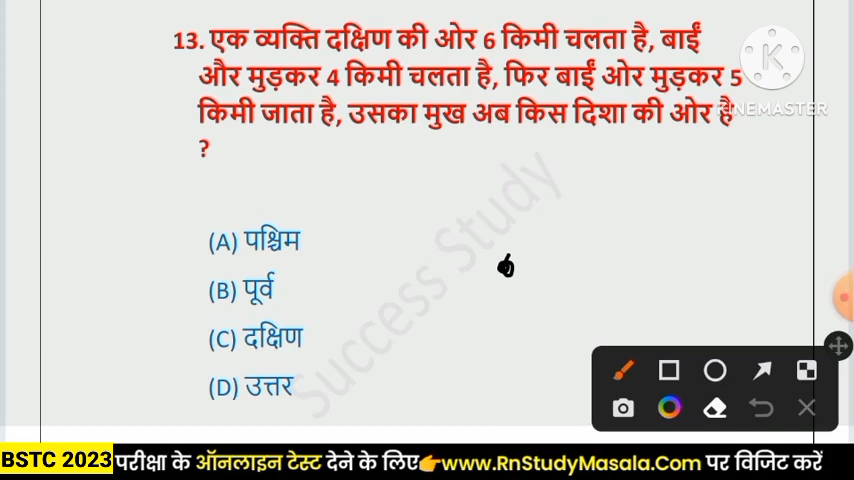 13. एक व्यक्ति दक्षिण की ओर 6 किमी चलता है, बाईं
और मुड़कर 4 किमी चलता है, फिर बाईं ओर मुड़कर 5
किमी जाता है, उसका मुख अब किस दिशा की ओर है
?
K
KINEMASTER
(A) पश्चिम
(B) पूर्व
(C) दक्षिण
(D) उत्तर
Success Study
BSTC 2023 परीक्षा के ऑनलाइन टेस्ट देने के लिए👉www.RnStudyMasala.Com पर विजिट करें